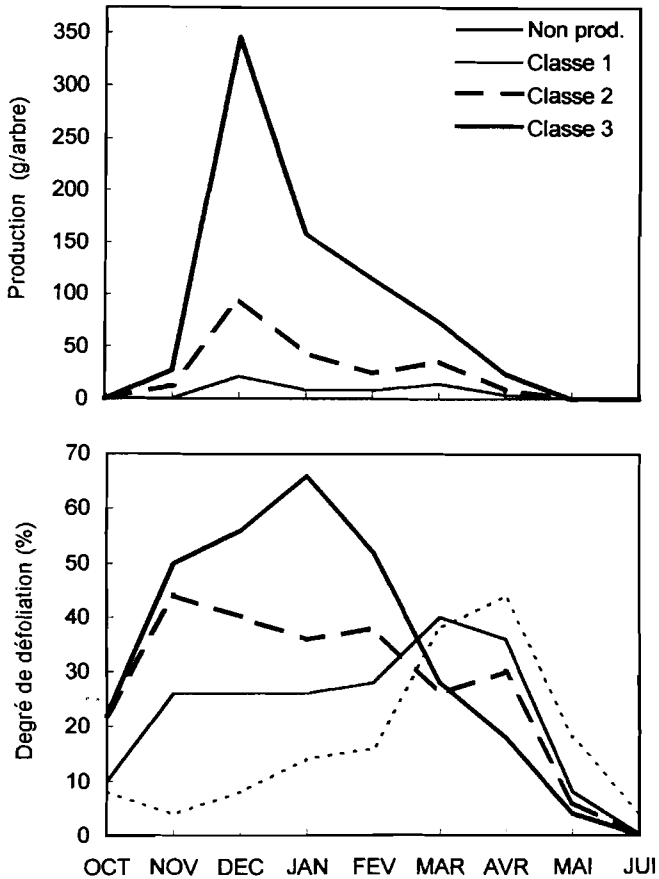 350
300
250
200
150
100
50
0
Production (g/arbre)
Non prod.
Classe 1
Classe 2
Classe 3
70
60
50
40
30
20
10
0
Degré de défoliation (%)
OCT NOV DEC JAN FEV MAR AVR MAI JUI